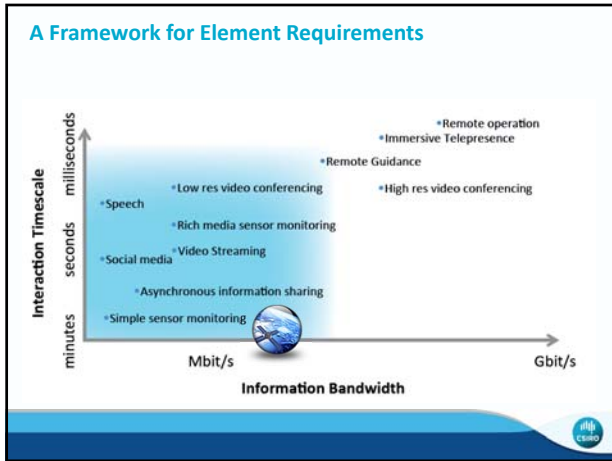 A Framework for Element Requirements
Interaction Timescale
milliseconds
seconds
minutes
Remote operation
Immersive Telepresence
Remote Guidance
Low res video conferencing
High res video conferencing
Speech
Rich media sensor monitoring
Video Streaming
Social media
Asynchronous information sharing
Simple sensor monitoring
Mbit/s
Gbit/s
Information Bandwidth
CSIRO